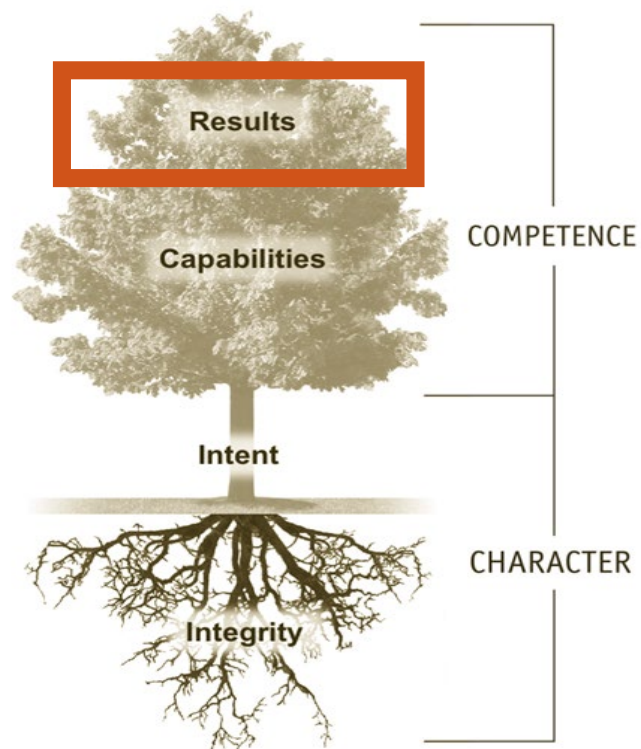 Results
COMPETENCE
Capabilities
Intent
CHARACTER
Integrity